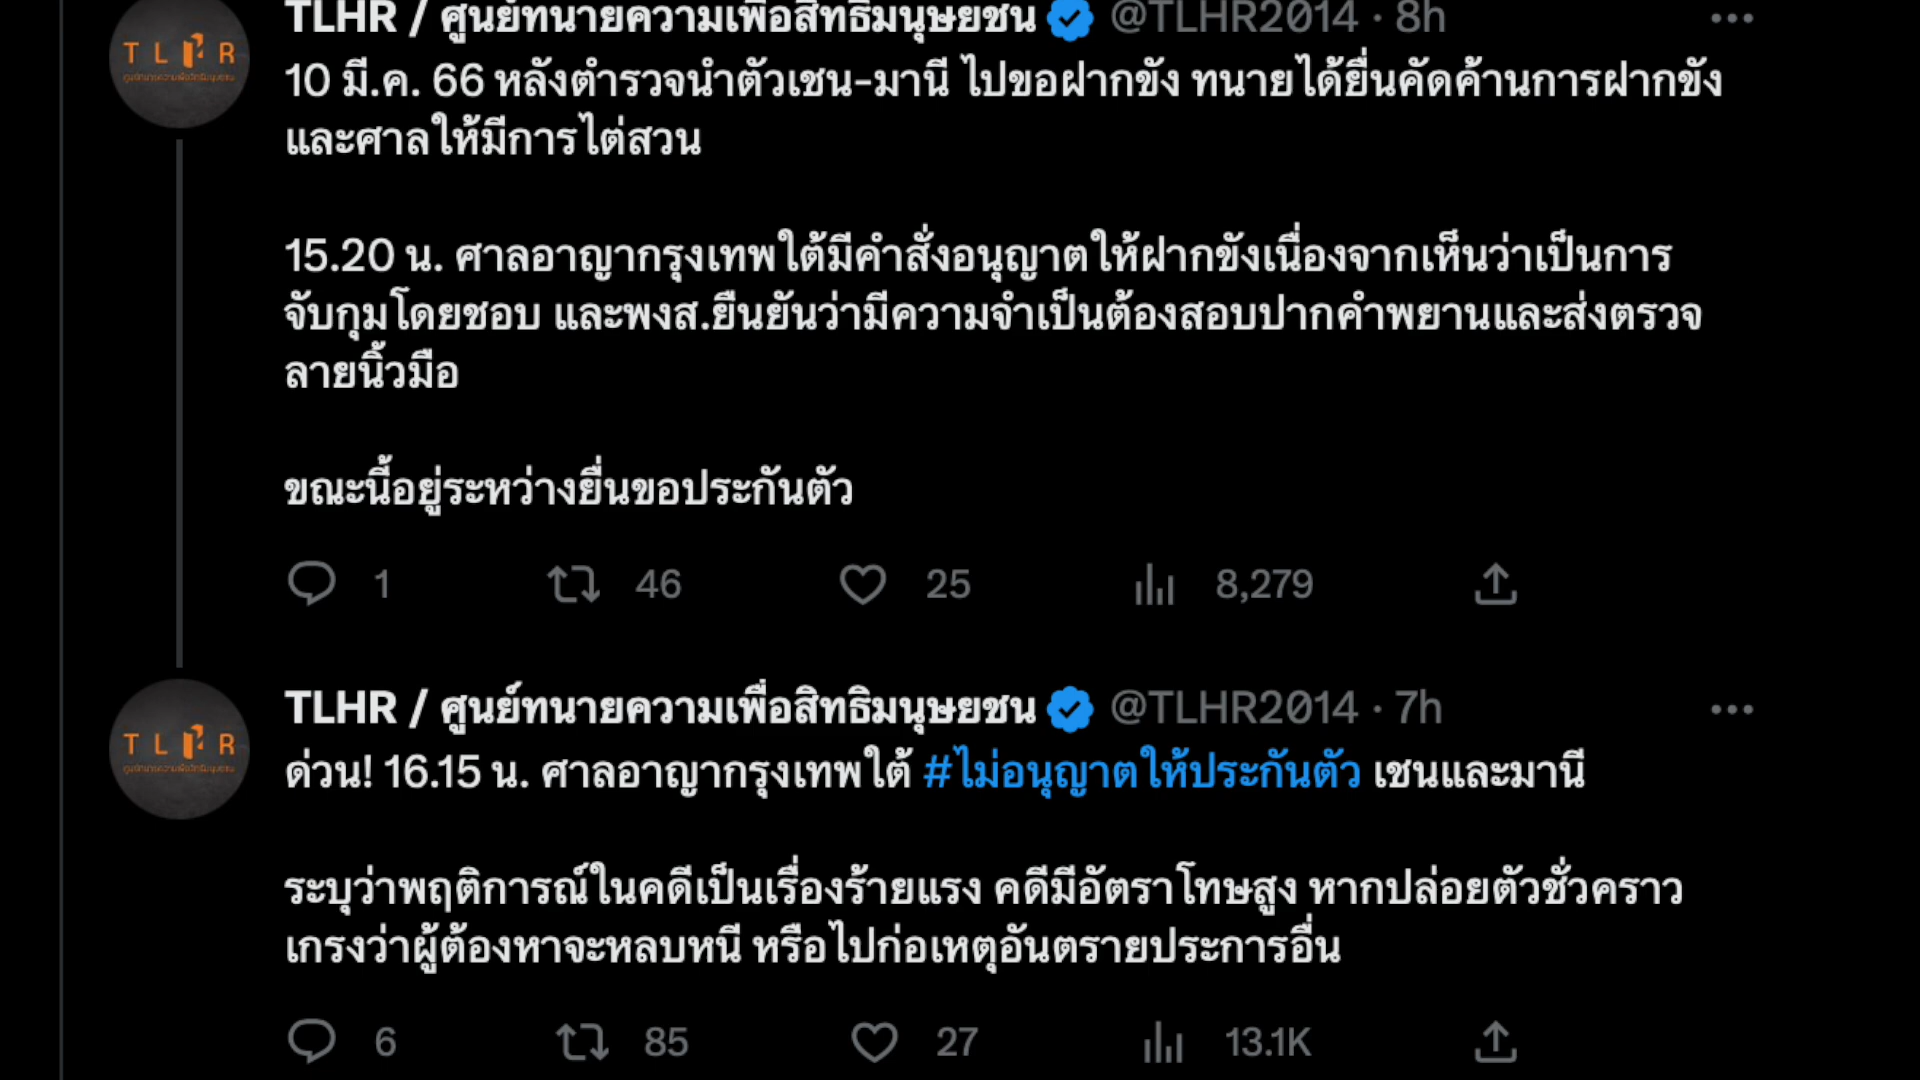 TLHR / ศูนย์ทนายความเพื่อสิทธิมนุษยชน @TLHR2014 · 8h
TLHR
10 มี.ค. 66 หลังตำรวจนำตัวเชน-มานี ไปขอฝากขัง ทนายได้ยื่นคัดค้านการฝากขัง
และศาลให้มีการไต่สวน
15.20 น. ศาลอาญากรุงเทพใต้มีคำสั่งอนุญาตให้ฝากขังเนื่องจากเห็นว่าเป็นการ
จับกุมโดยชอบ และพงส.ยืนยันว่ามีความจำเป็นต้องสอบปากคำพยานและส่งตรวจ
ลายนิ้วมือ
ขณะนี้อยู่ระหว่างยื่นขอประกันตัว
1 46 25 8,279
TLHR / ศูนย์ทนายความเพื่อสิทธิมนุษยชน @TLHR2014 · 7h
TLHR
ด่วน! 16.15 น. ศาลอาญากรุงเทพใต้ #ไม่อนุญาตให้ประกันตัว เชนและมานี
ระบุว่าพฤติการณ์ในคดีเป็นเรื่องร้ายแรง คดีมีอัตราโทษสูง หากปล่อยตัวชั่วคราว
เกรงว่าผู้ต้องหาจะหลบหนี หรือไปก่อเหตุอันตรายประการอื่น
6 85 27 13.1K